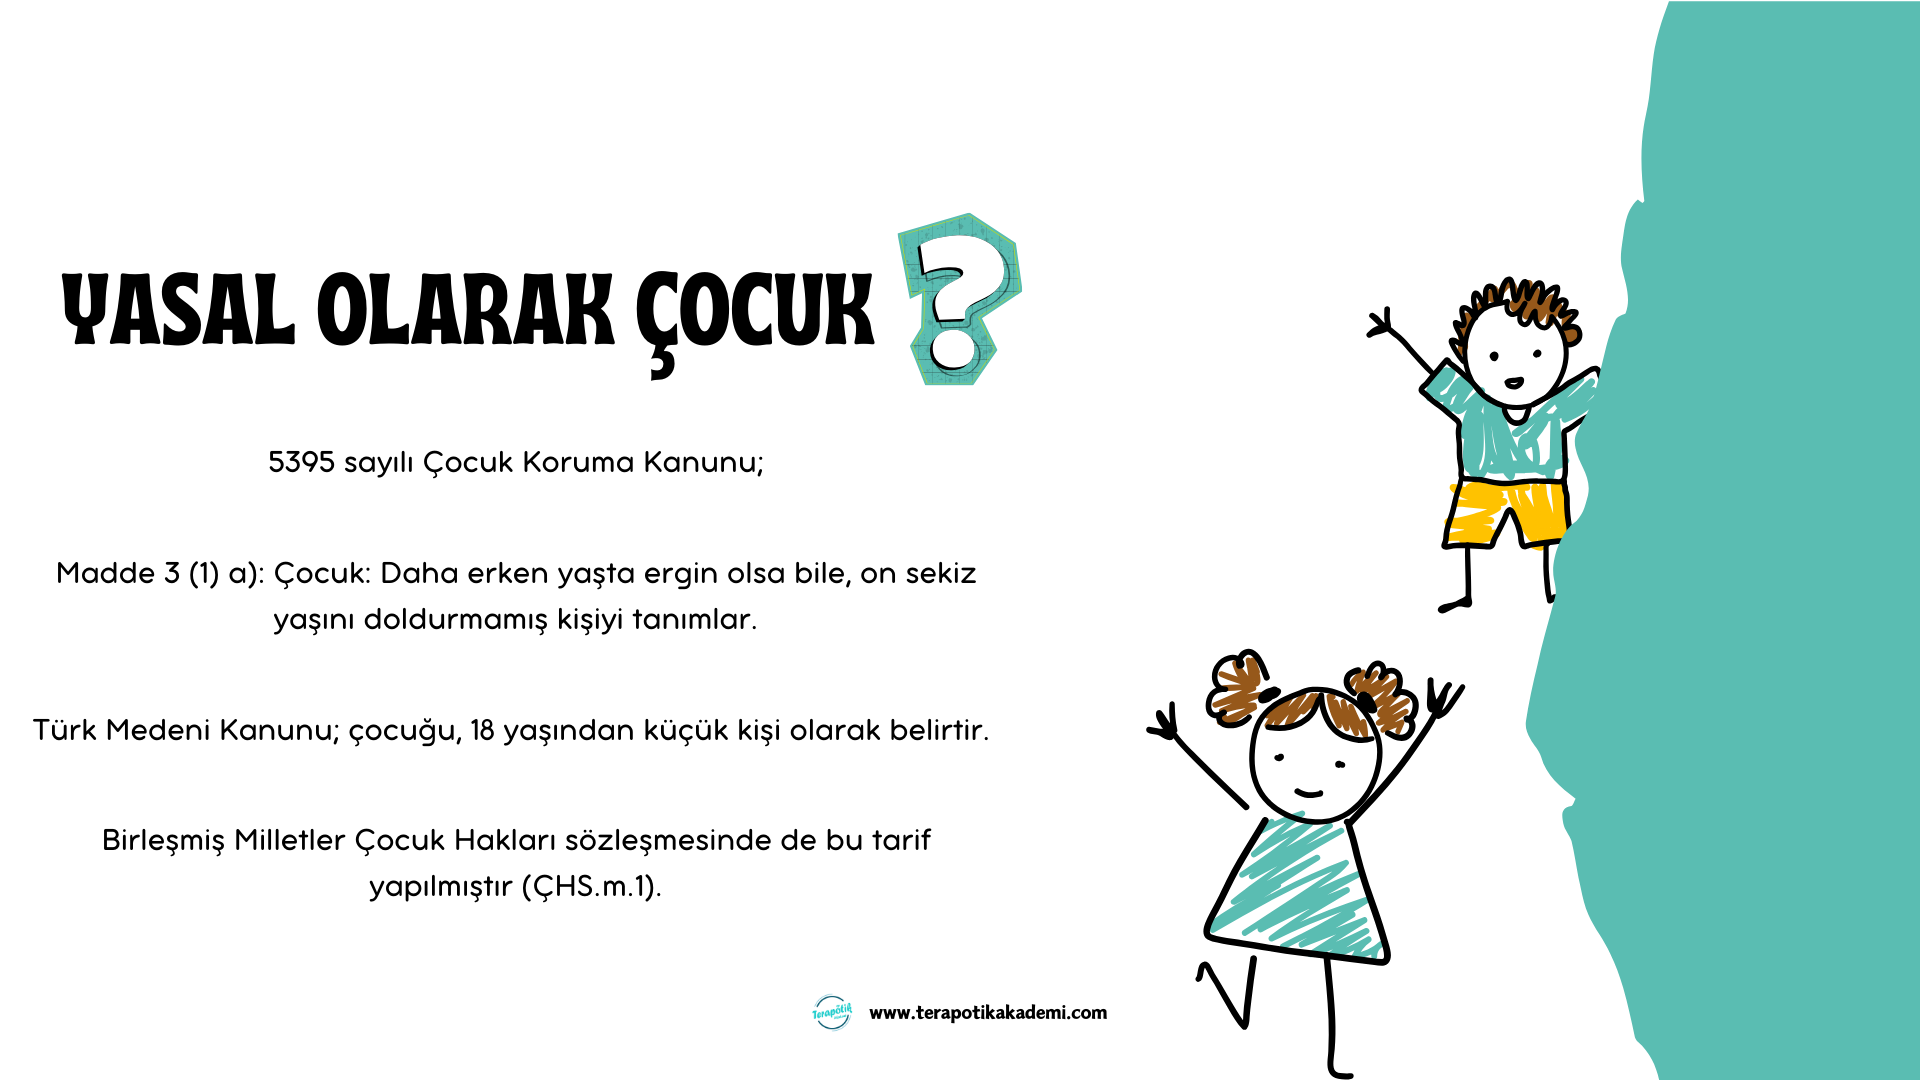 YASAL OLARAK ÇOCUK ?
5395 sayılı Çocuk Koruma Kanunu;
Madde 3 (1) a): Çocuk: Daha erken yaşta ergin olsa bile, on sekiz
yaşını doldurmamış kişiyi tanımlar.
Türk Medeni Kanunu; çocuğu, 18 yaşından küçük kişi olarak belirtir.
Birleşmiş Milletler Çocuk Hakları sözleşmesinde de bu tarif
yapılmıştır (ÇHS.m.1).
Terapötik
www.terapotikakademi.com